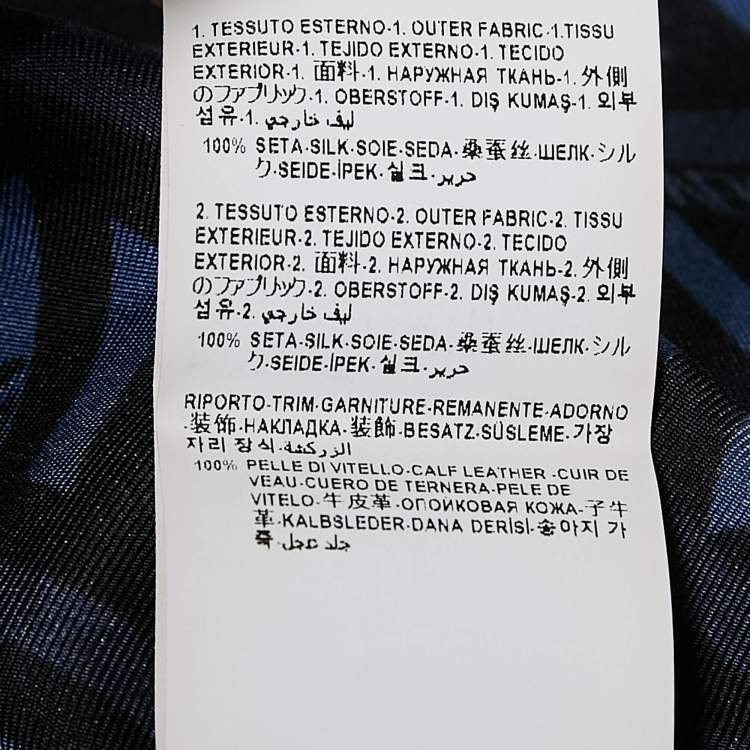 1. TESSUTO ESTERNO-1. OUTER FABRIC-1.TISSU
EXTERIEUR-1. TEJIDO EXTERNO-1. TECIDO
EXTERIOR-1. 面料-1. НАРУЖНАЯ ТКАНЬ-1. 外側
のファブリック-1. OBERSTOFF-1. DIŞ KUMAŞ-1. 외부
섬유-1. ليف خارجي
100% SETA-SILK-SOIE-SEDA-桑蚕丝-ШЕЛК-シル
ク-SEIDE-İPEK-실크-حرير
2. TESSUTO ESTERNO-2. OUTER FABRIC-2. TISSU
EXTERIEUR-2. TEJIDO EXTERNO-2. TECIDO
EXTERIOR-2. 面料-2. НАРУЖНАЯ ТКАНЬ-2. 外側
のファブリック-2. OBERSTOFF-2. DIŞ KUMAŞ-2. 외부
섬유-2. ليف خارجي
100% SETA-SILK-SOIE-SEDA-桑蚕丝-ШЕЛК-シル
ク-SEIDE-İPEK-실크-حرير
RIPORTO-TRIM-GARNITURE-REMANENTE-ADORNO
-装饰-НАКЛАДКА-装飾-BESATZ-SÜSLEME-가장
자리 장식-الزركشة
100% PELLE DI VITELLO-CALF LEATHER -CUIR DE
VEAU-CUERO DE TERNERA-PELE DE
VITELO-牛皮革-ОПОЙКОВАЯ КОЖА-子牛
革-KALBSLEDER-DANA DERİSİ-송아지 가
죽-جلد عجل